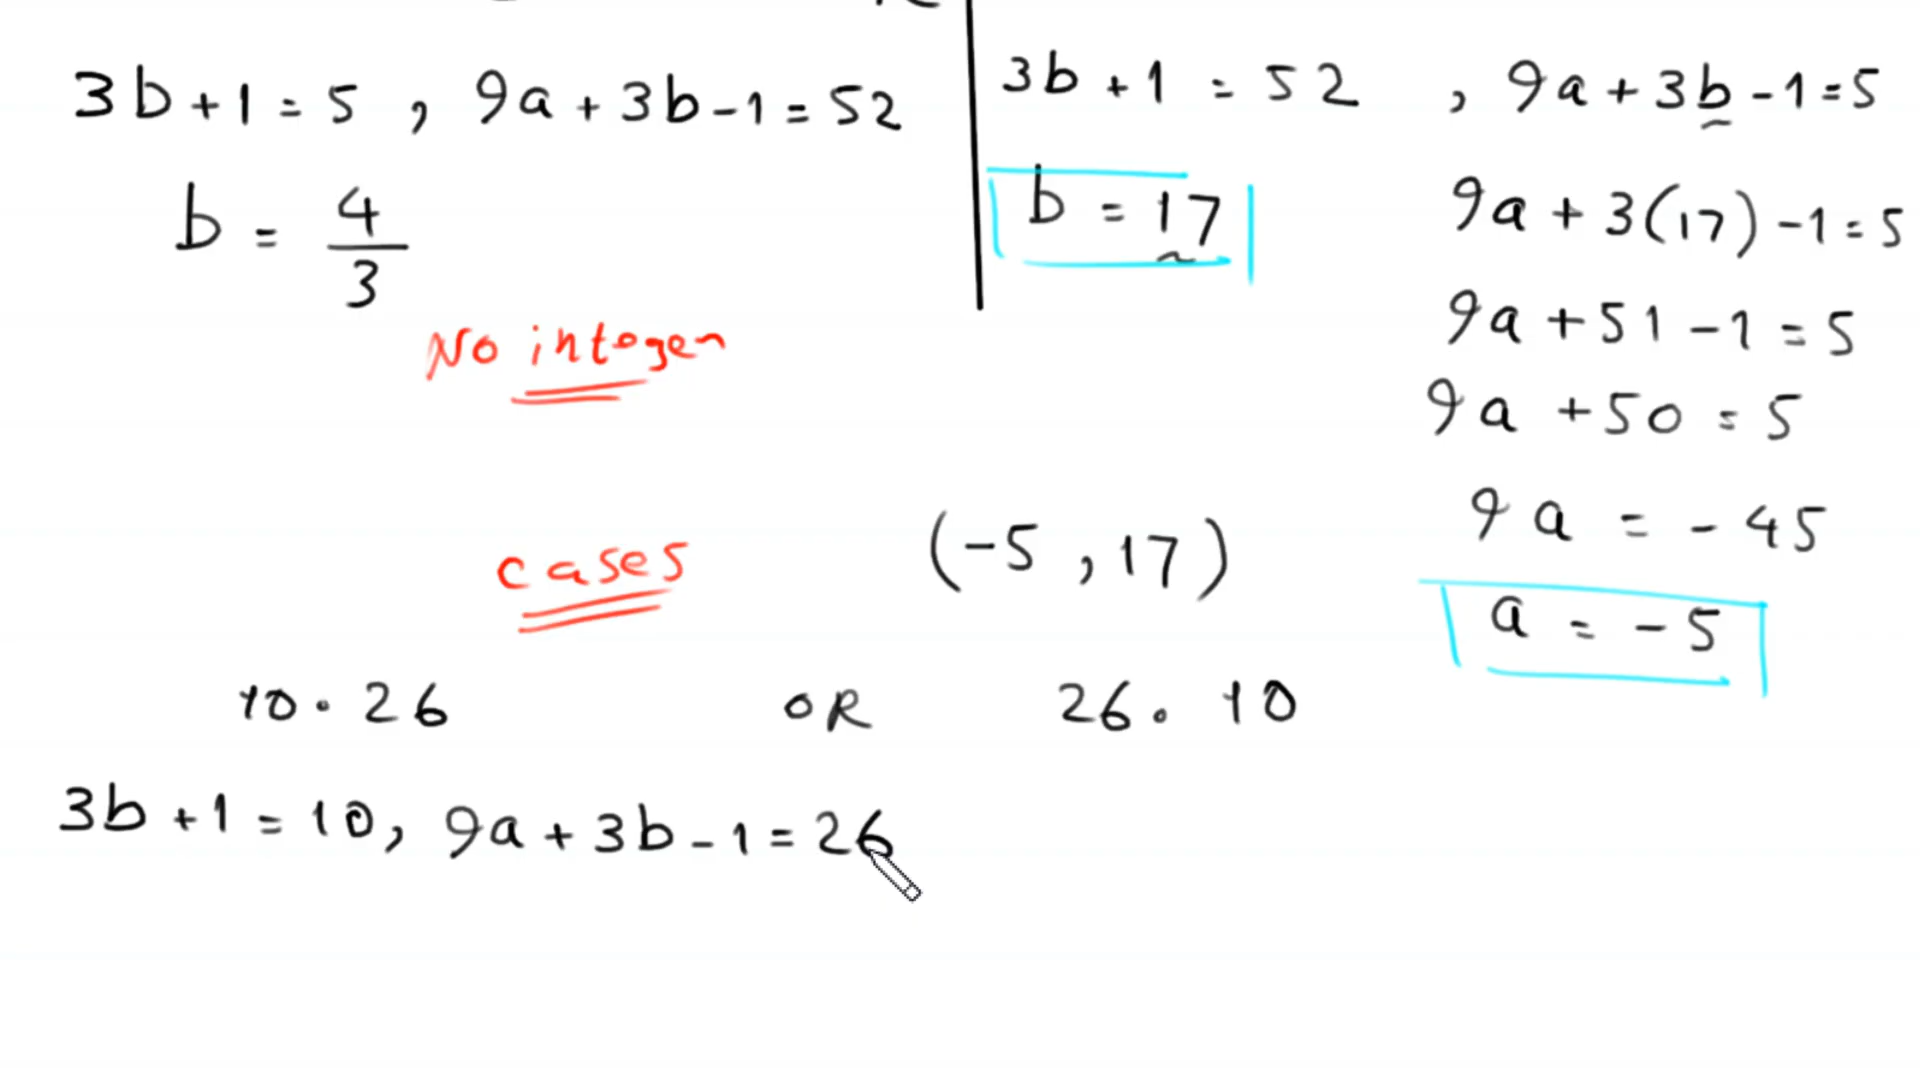 3b+1=5 , 9a+3b-1=52
b = 4/3
No integer
3b+1=52 , 9a+3b-1=5
b = 17
9a+3(17)-1=5
9a+51-1=5
9a+50=5
9a = -45
a = -5
cases
(-5,17)
10.26 OR 26.10
3b+1=10, 9a+3b-1=26